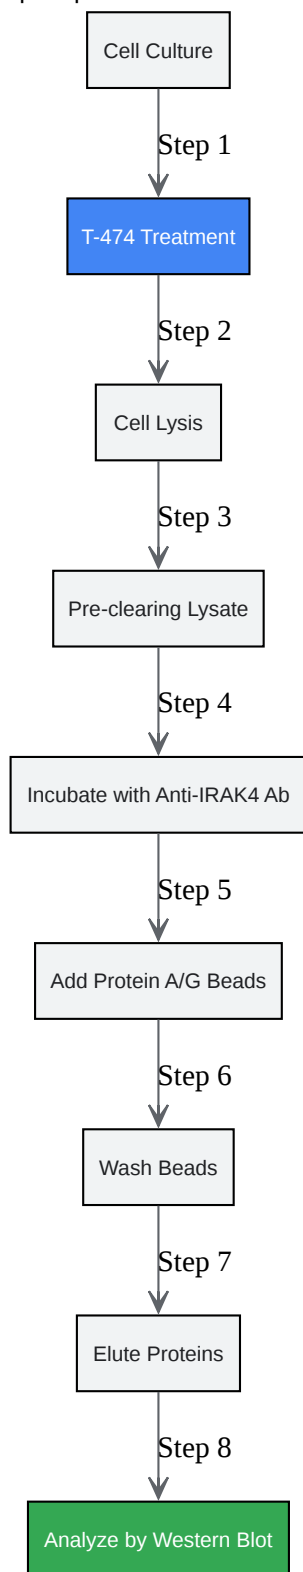 Cell Culture
Step 1
T-474 Treatment
Step 2
Cell Lysis
Step 3
Pre-clearing Lysate
Step 4
Incubate with Anti-IRAK4 Ab
Step 5
Add Protein A/G Beads
Step 6
Wash Beads
Step 7
Elute Proteins
Step 8
Analyze by Western Blot